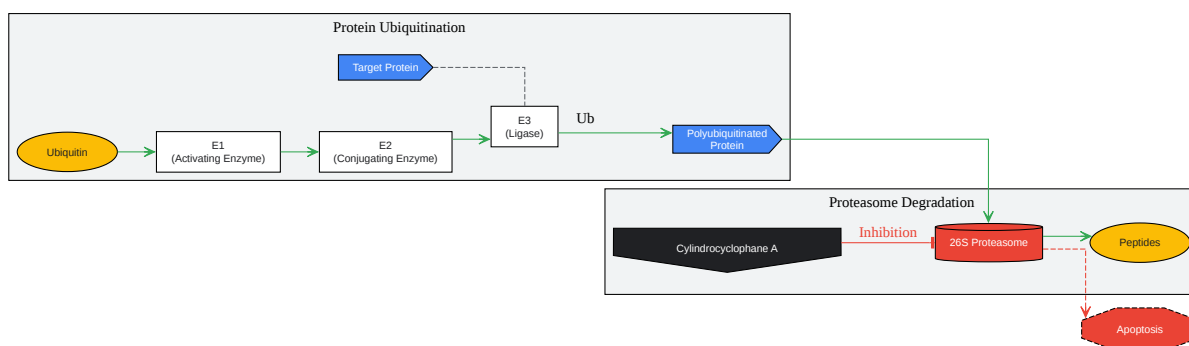 Protein Ubiquitination
Target Protein
E3
(Ligase)
Ub
Ubiquitin
E1
(Activating Enzyme)
E2
(Conjugating Enzyme)
Polyubiquitinated
Protein
Proteasome Degradation
Cylindrocyclophane A
Inhibition
26S Proteasome
Peptides
Apoptosis